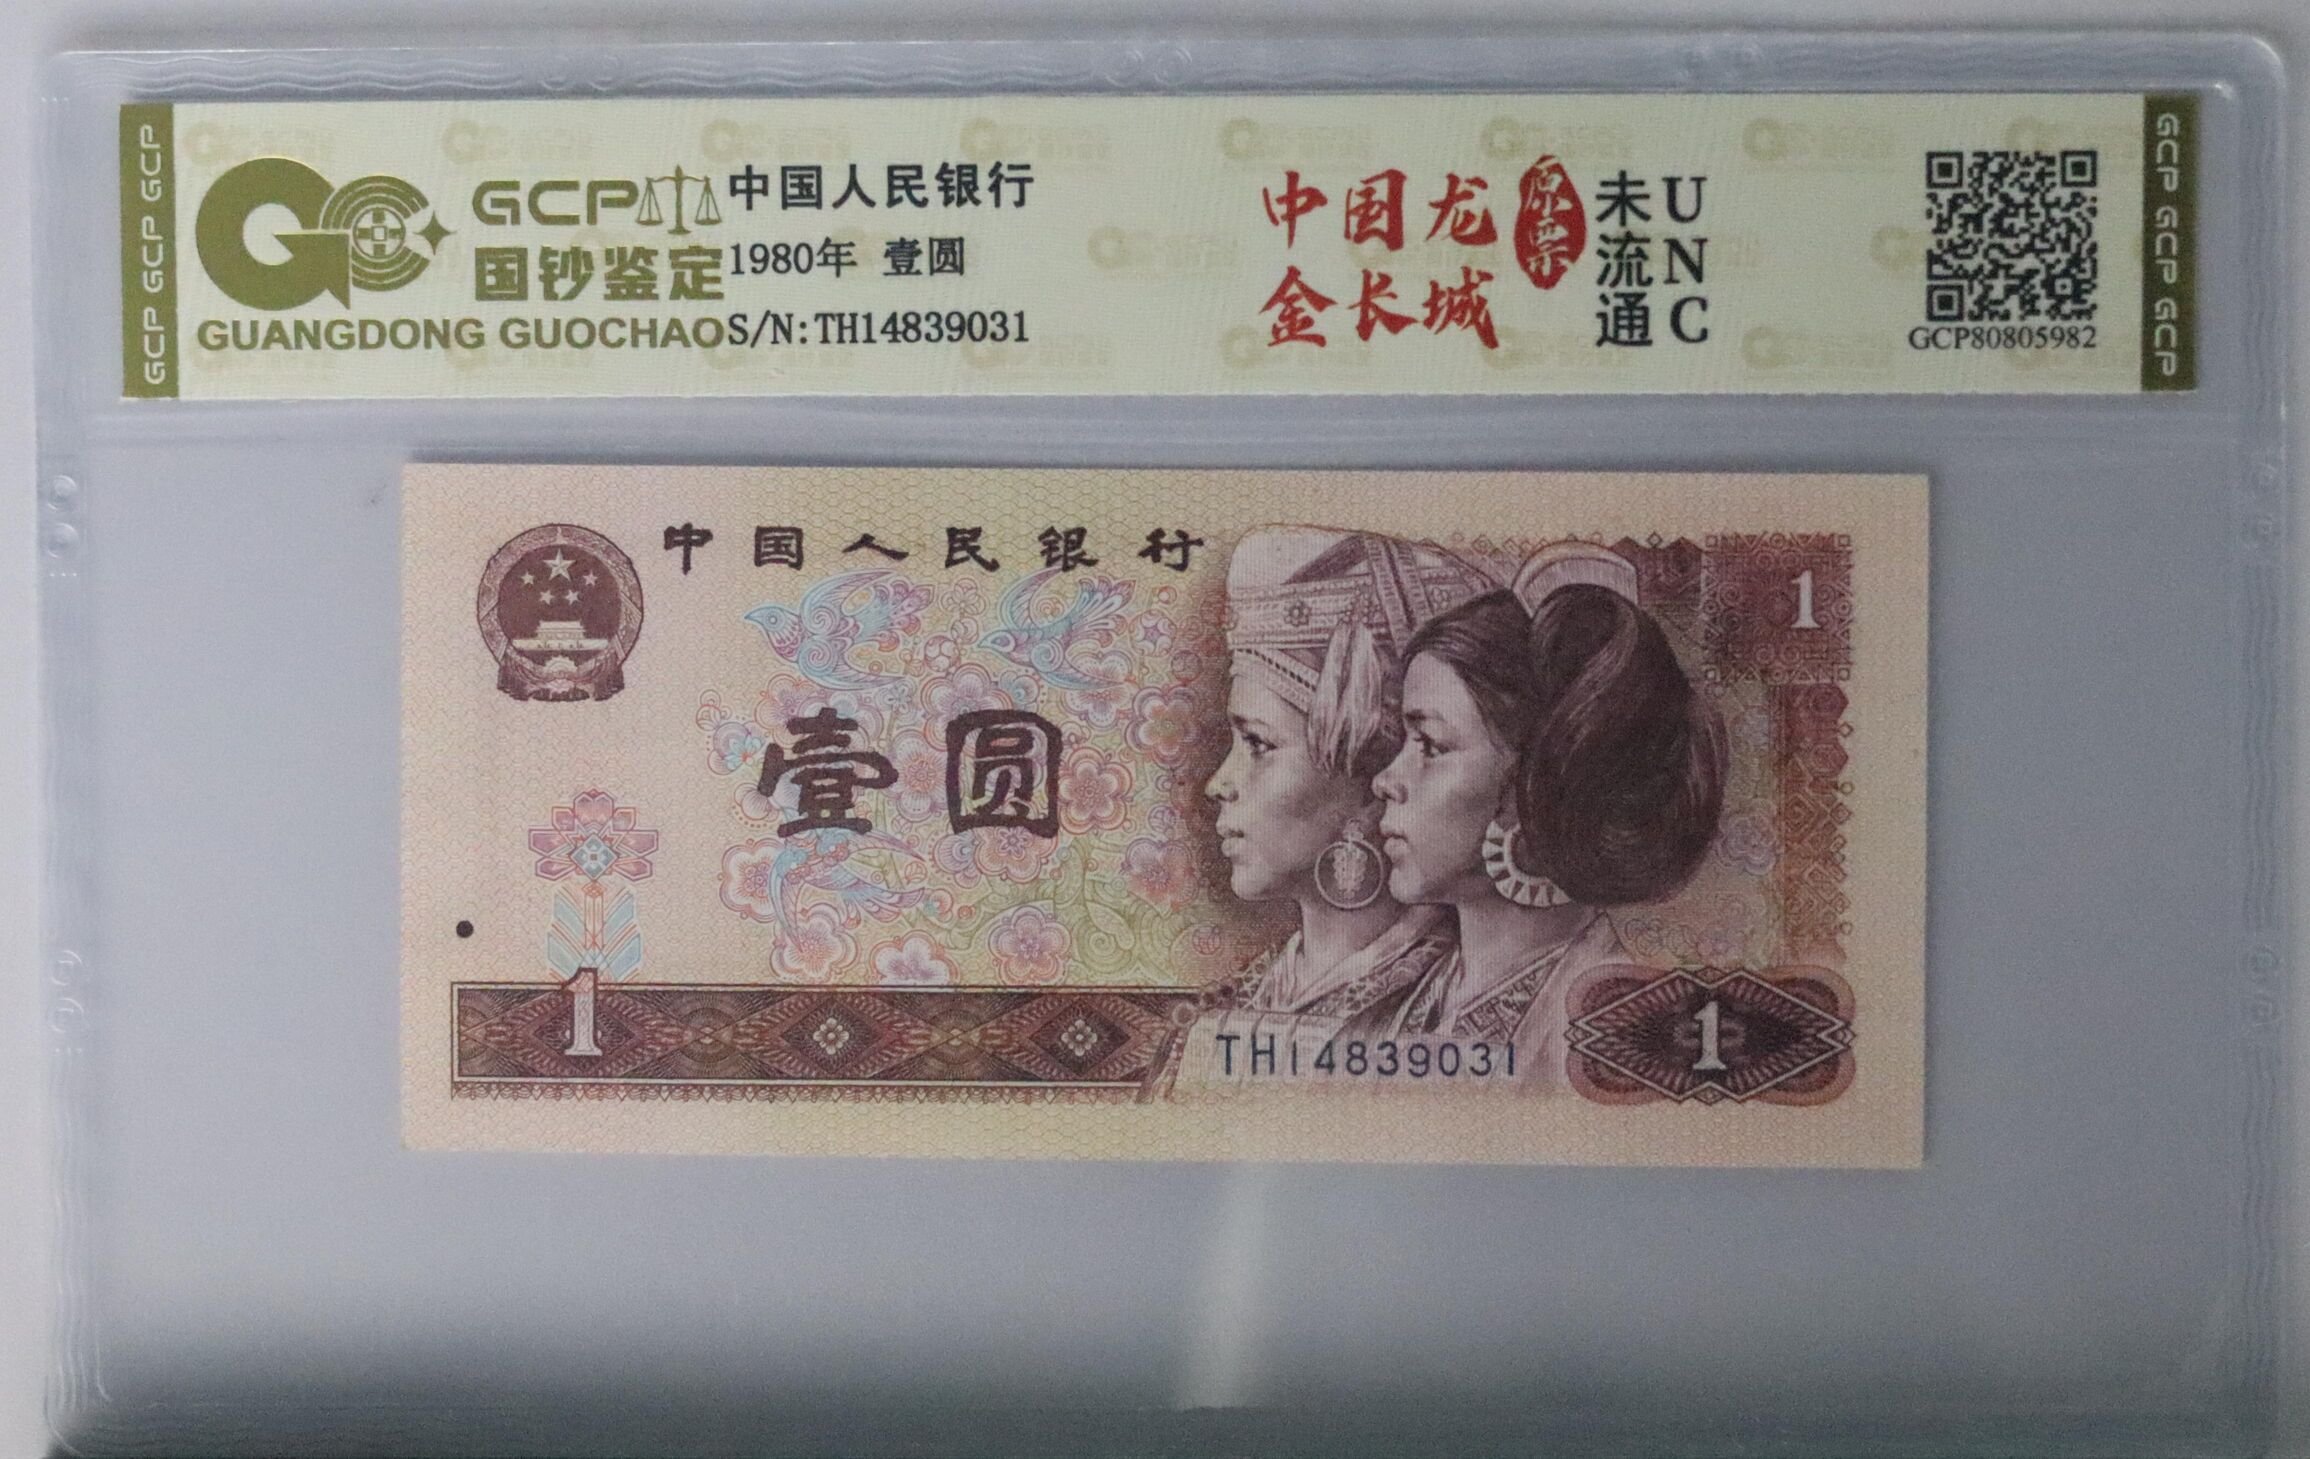 GCP GCP GCP
GCP
国钞鉴定
GUANGDONG GUOCHAO
中国人民银行
1980年 壹圆
S/N:TH14839031
中国龙
金长城
原票
未流通
UNC
GCP80805982
GCP GCP GCP
中国人民银行
1
壹圆
1
TH14839031
1